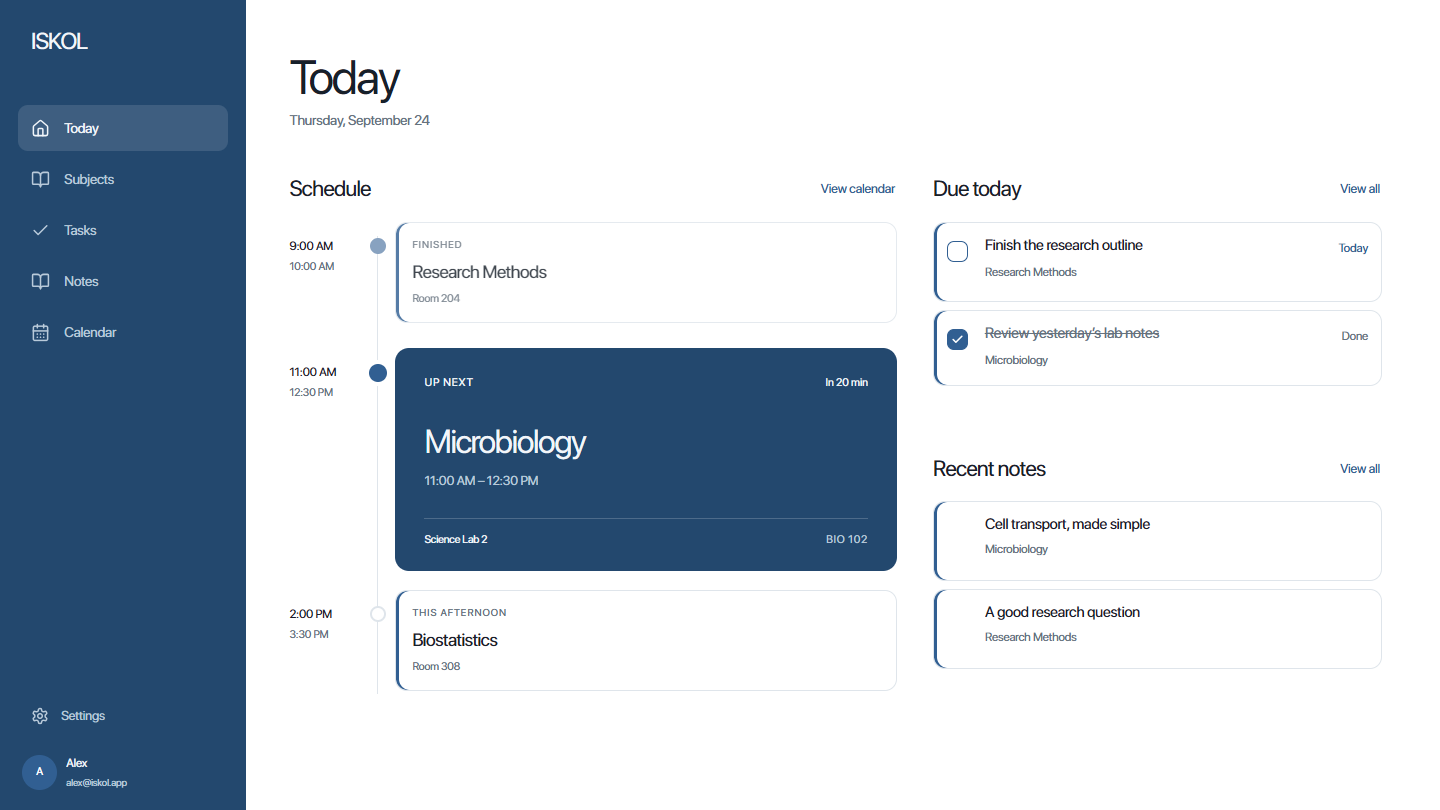 ISKOL
Today
Subjects
Tasks
Notes
Calendar
Settings
A
Alex
alex@iskol.app
Today
Thursday, September 24
Schedule
View calendar
9:00 AM
10:00 AM
FINISHED
Research Methods
Room 204
11:00 AM
12:30 PM
UP NEXT
In 20 min
Microbiology
11:00 AM – 12:30 PM
Science Lab 2
BIO 102
2:00 PM
3:30 PM
THIS AFTERNOON
Biostatistics
Room 308
Due today
View all
Finish the research outline
Today
Research Methods
Review yesterday’s lab notes
Done
Microbiology
Recent notes
View all
Cell transport, made simple
Microbiology
A good research question
Research Methods